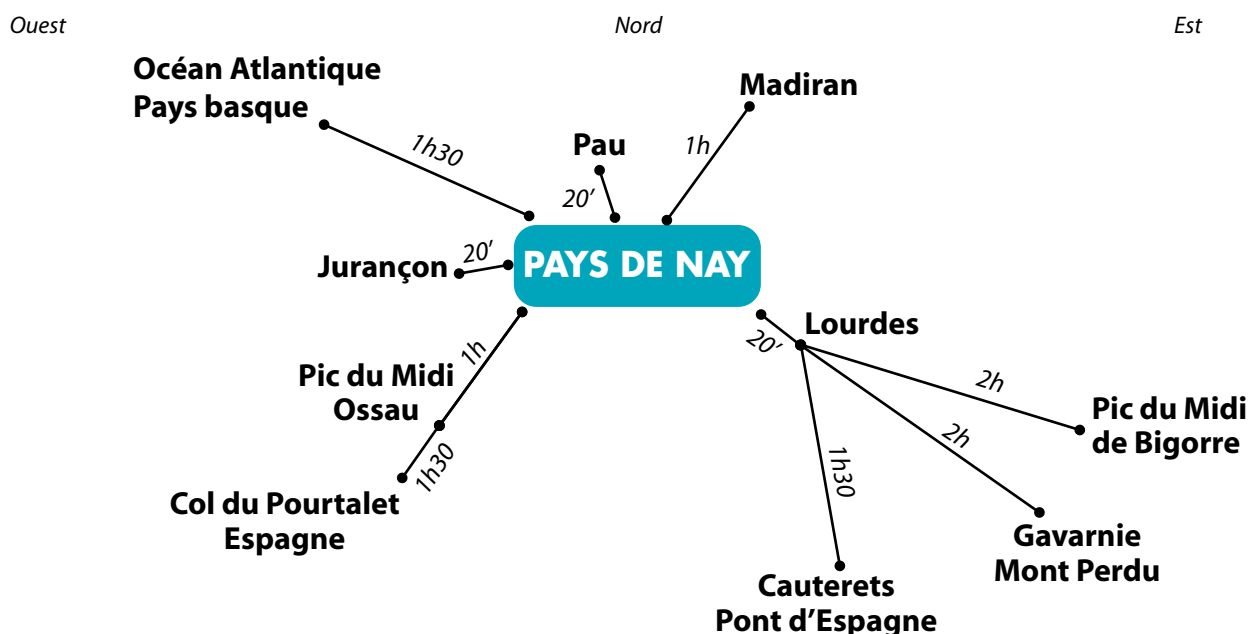 Ouest
Nord
Est
Océan Atlantique
Pays basque
1h30
Madiran
1h
Pau
20’
Jurançon
20’
PAYS DE NAY
Lourdes
20’
1h
Pic du Midi
Ossau
1h30
Col du Pourtalet
Espagne
2h
Pic du Midi
de Bigorre
2h
Gavarnie
Mont Perdu
1h30
Cauterets
Pont d’Espagne